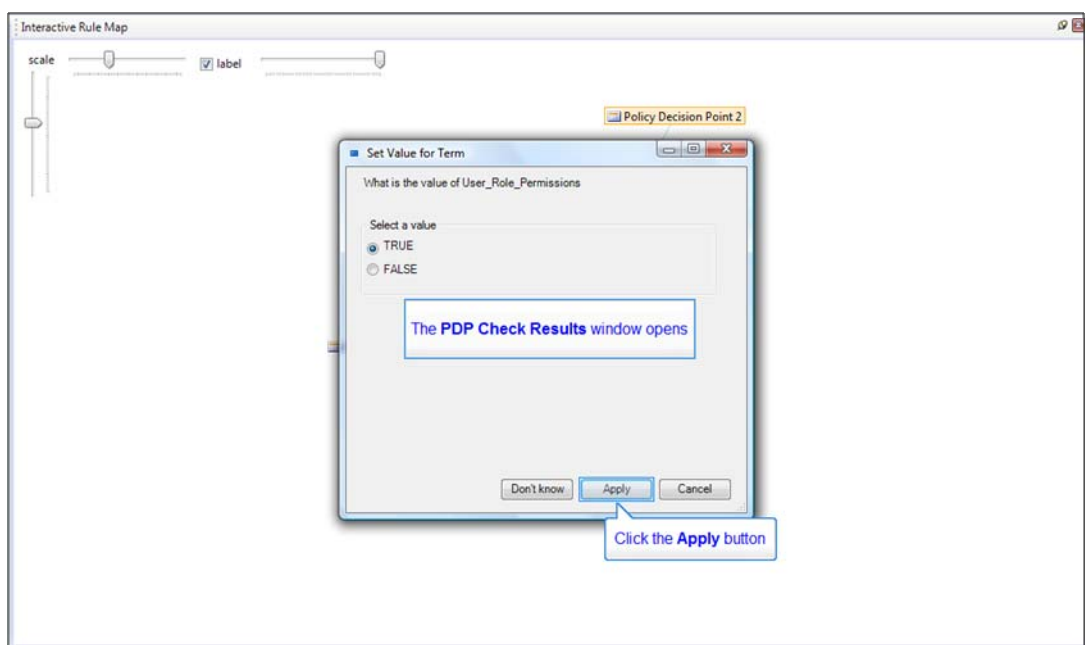 Interactive Rule Map
scale
label
Policy Decision Point 2
Set Value for Term
What is the value of User_Role_Permissions
Select a value
TRUE
FALSE
The PDP Check Results window opens
Don't know
Apply
Cancel
Click the Apply button